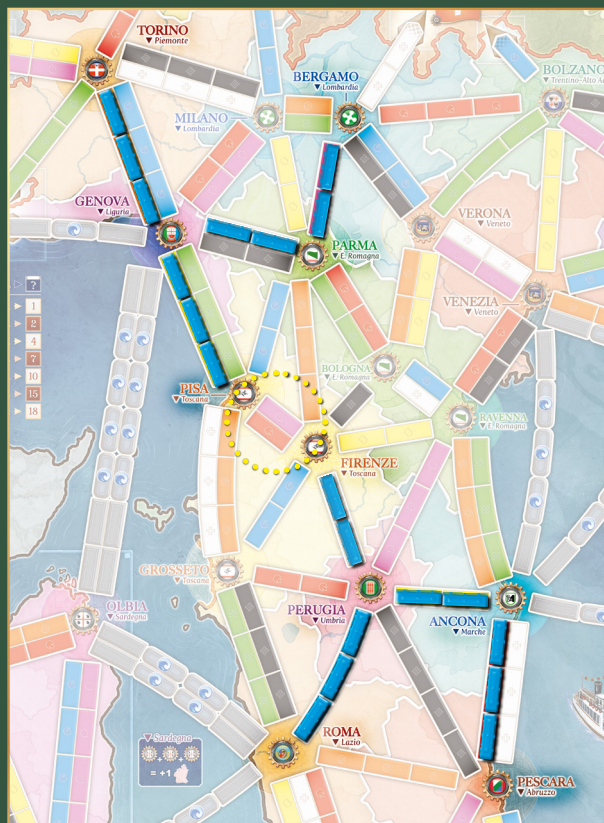 TORINO
▼ Piemonte
BERGAMO
▼ Lombardia
BOLZANO
▼ Trentino-Alto A
MILANO
▼ Lombardia
GENOVA
▼ Liguria
VERONA
▼ Veneto
PARMA
▼ E. Romagna
?
1
2
4
7
10
15
18
VENEZIA
▼ Veneto
BOLOGNA
▼ E. Romagna
PISA
▼ Toscana
RAVENNA
▼ E. Romagna
FIRENZE
▼ Toscana
GROSSETO
▼ Toscana
PERUGIA
▼ Umbria
ANCONA
▼ Marche
OLBIA
▼ Sardegna
ROMA
▼ Lazio
▼ Sardegna
= +1
PESCARA
▼ Abruzzo